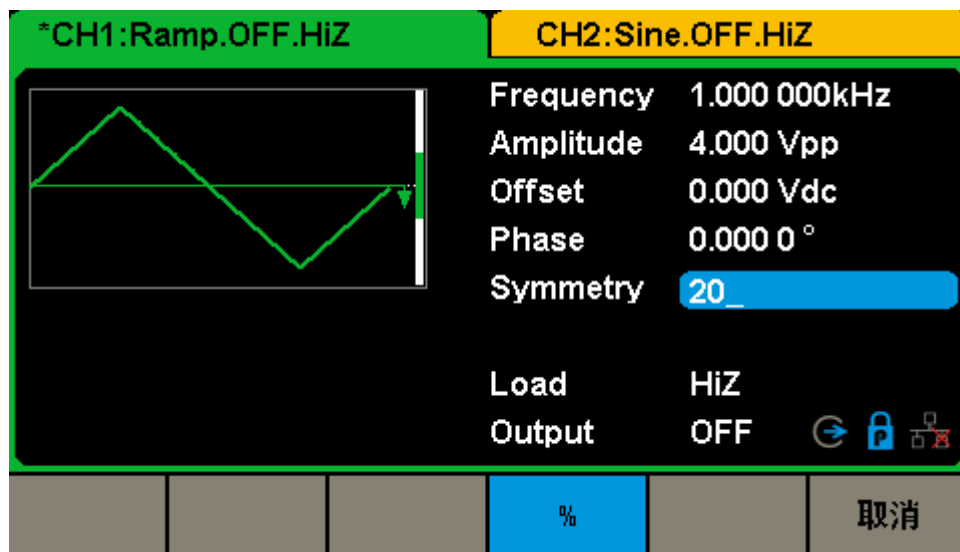 *CH1:Ramp.OFF.HiZ CH2:Sine.OFF.HiZ
Frequency 1.000 000kHz
Amplitude 4.000 Vpp
Offset 0.000 Vdc
Phase 0.000 0 °
Symmetry 20_
Load HiZ
Output OFF P
% 取消